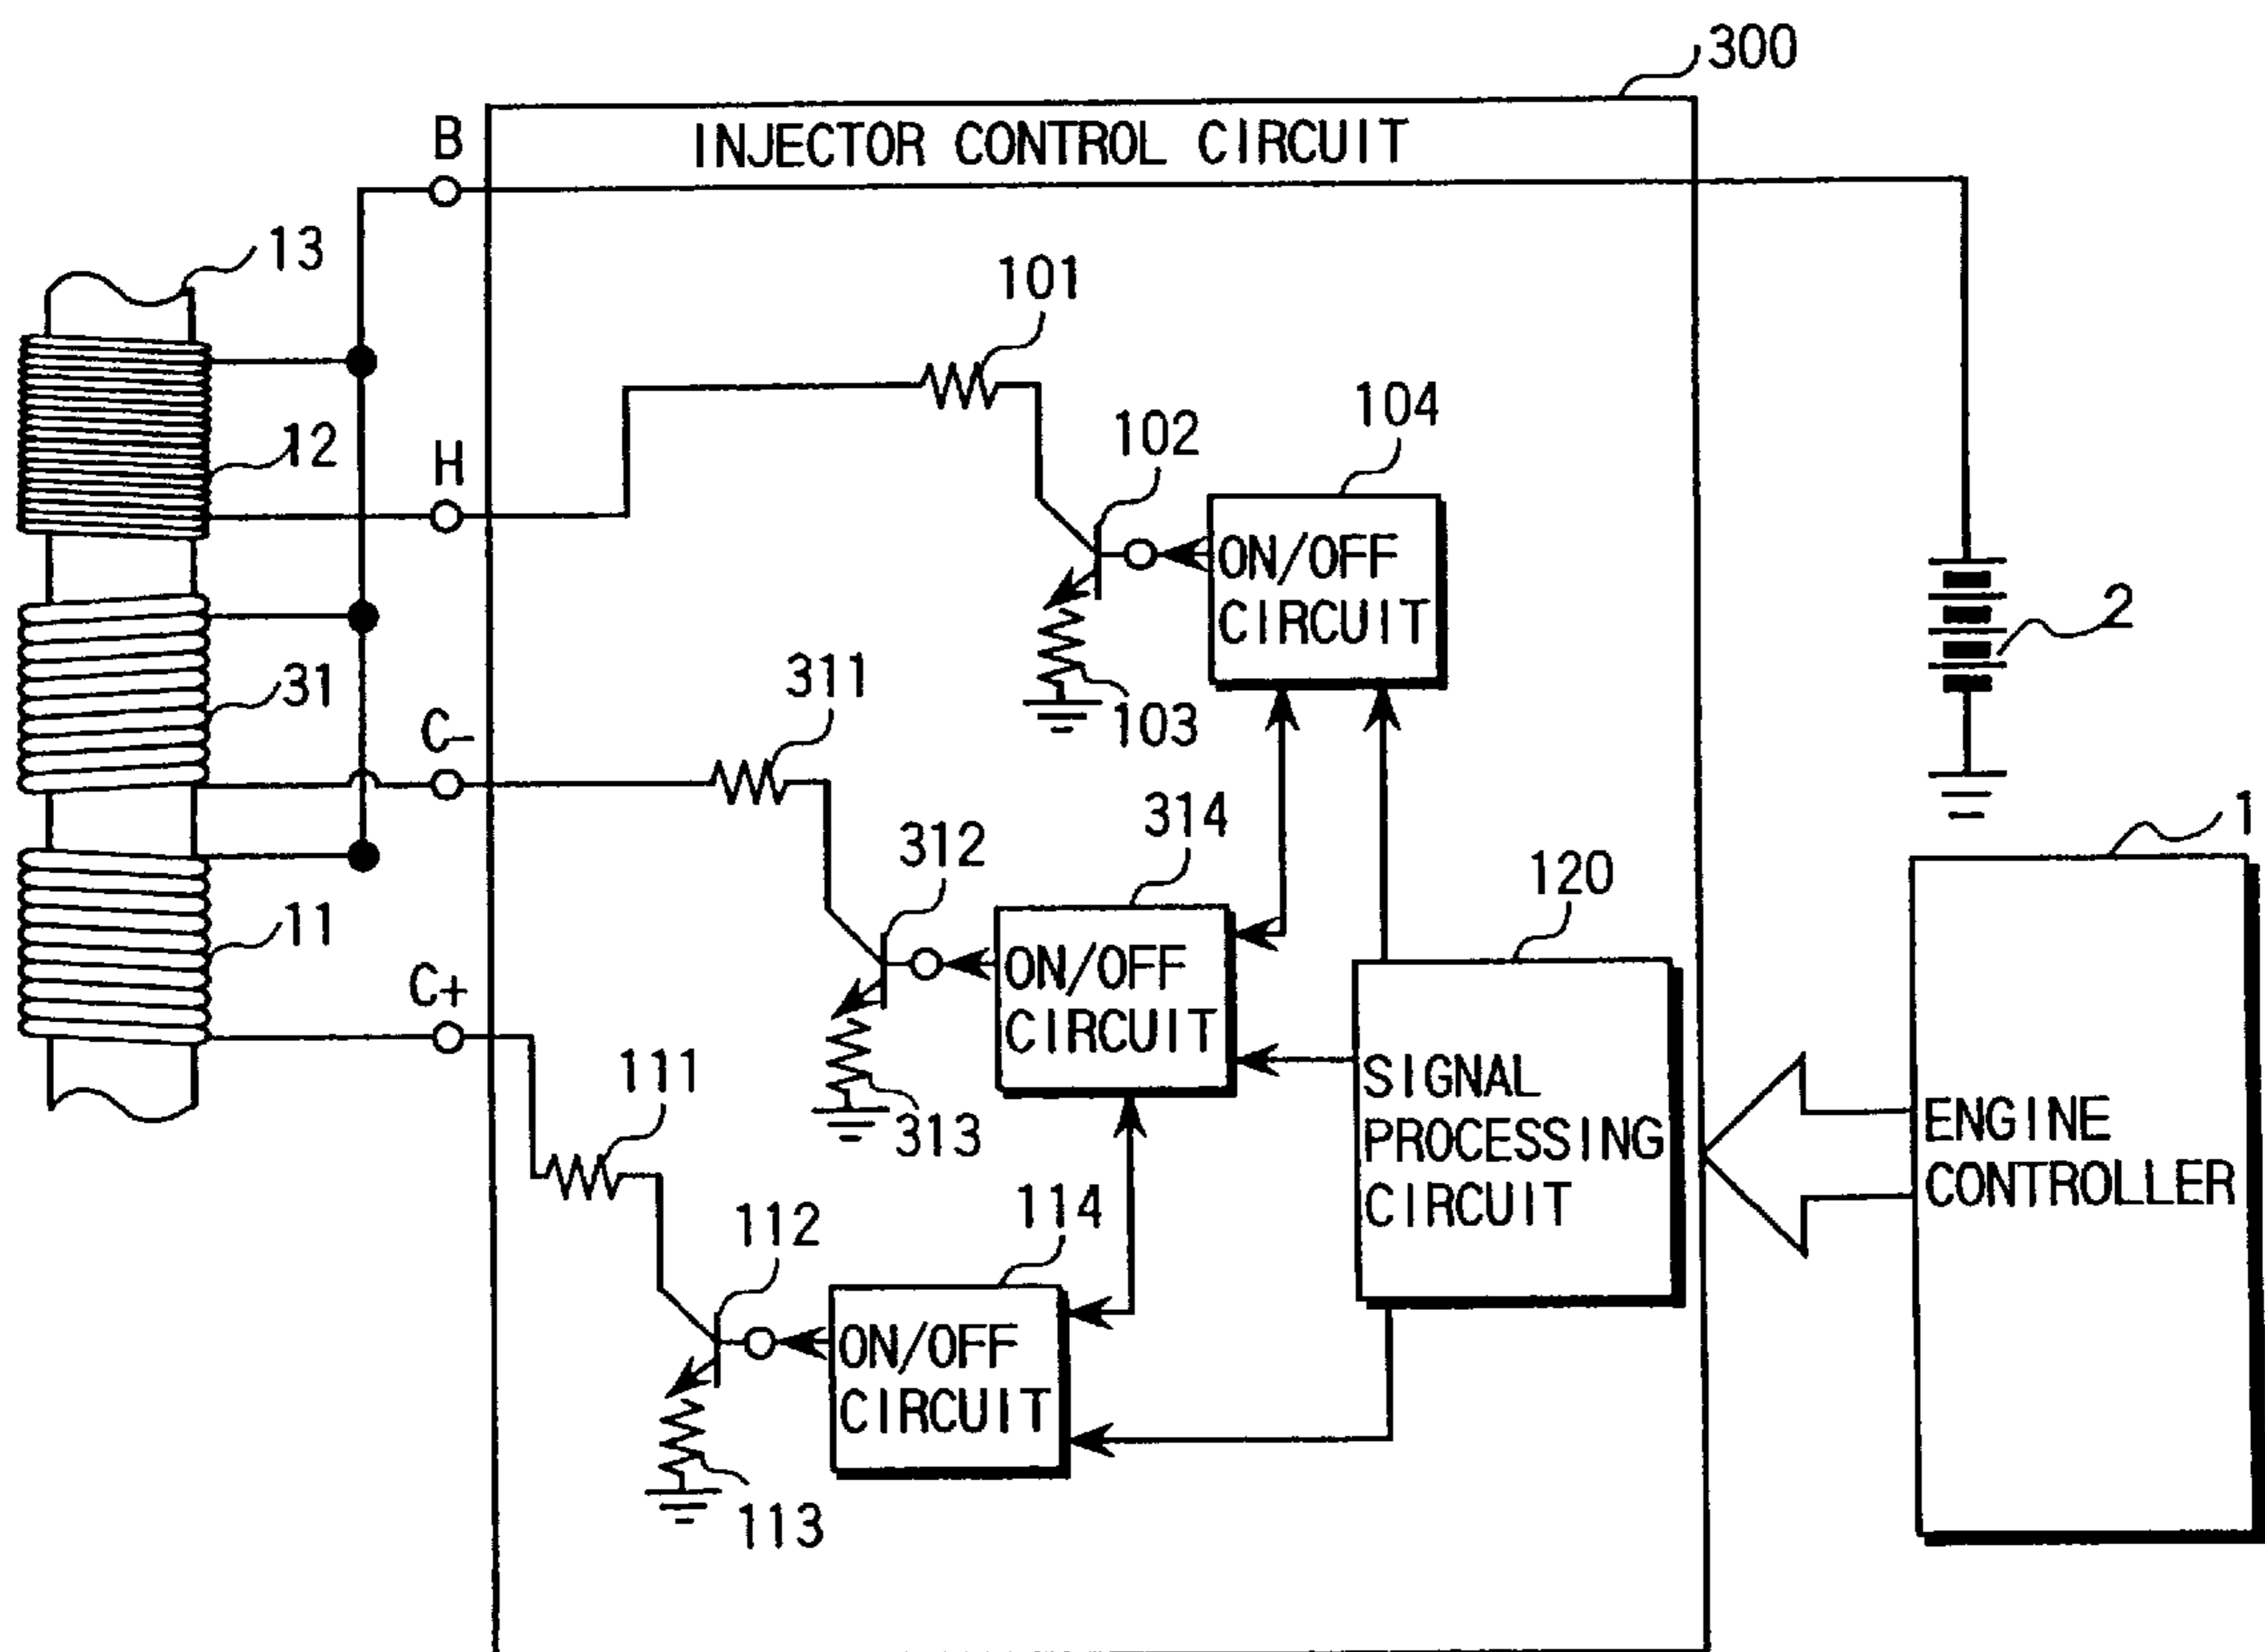 300
B
INJECTOR CONTROL CIRCUIT
13
101
104
102
12
H
ON/OFF
CIRCUIT
2
31
311
C-
103
314
1
312
120
11
ON/OFF
CIRCUIT
C+
111
SIGNAL
PROCESSING
CIRCUIT
ENGINE
CONTROLLER
313
114
112
ON/OFF
CIRCUIT
113